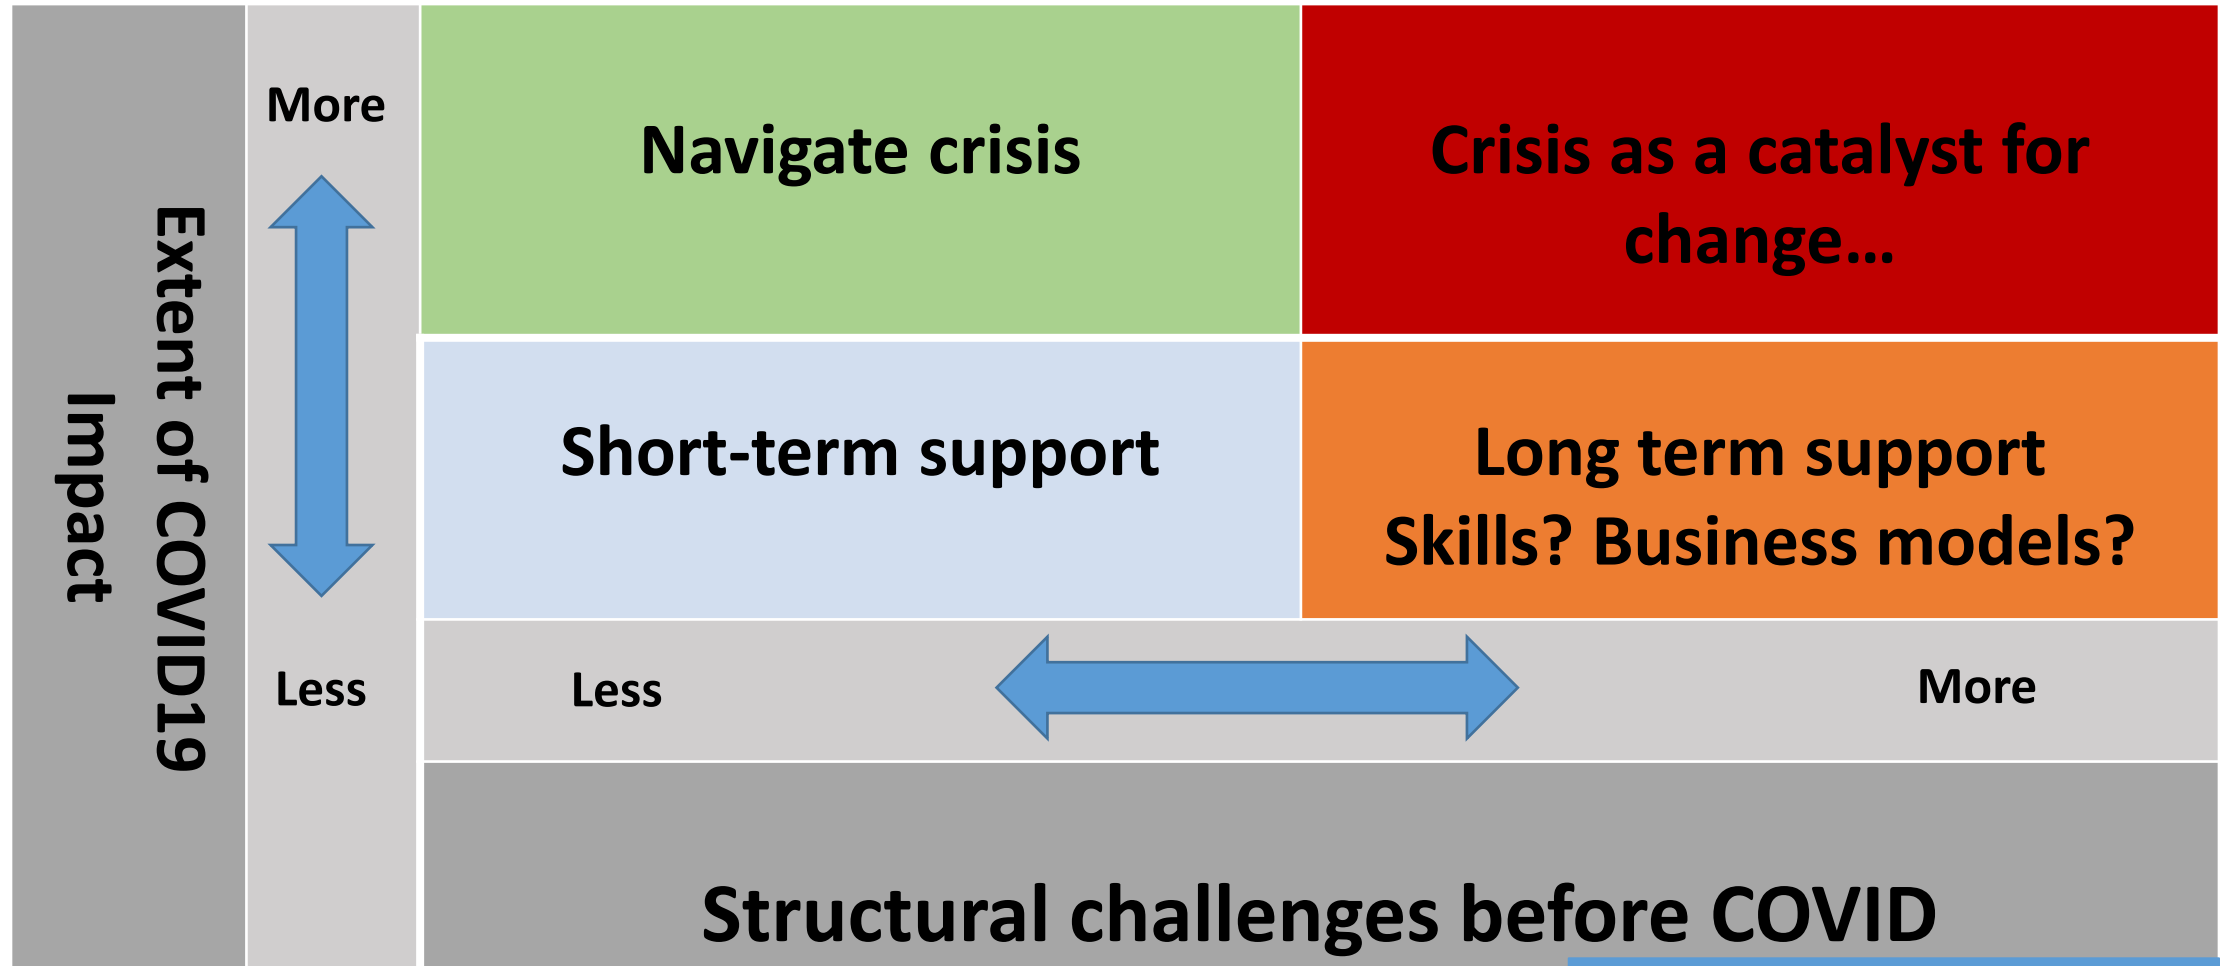 More
Navigate crisis
Crisis as a catalyst for
change…
Extent of COVID19
Impact
Short-term support
Long term support
Skills? Business models?
Less
Less
More
Structural challenges before COVID